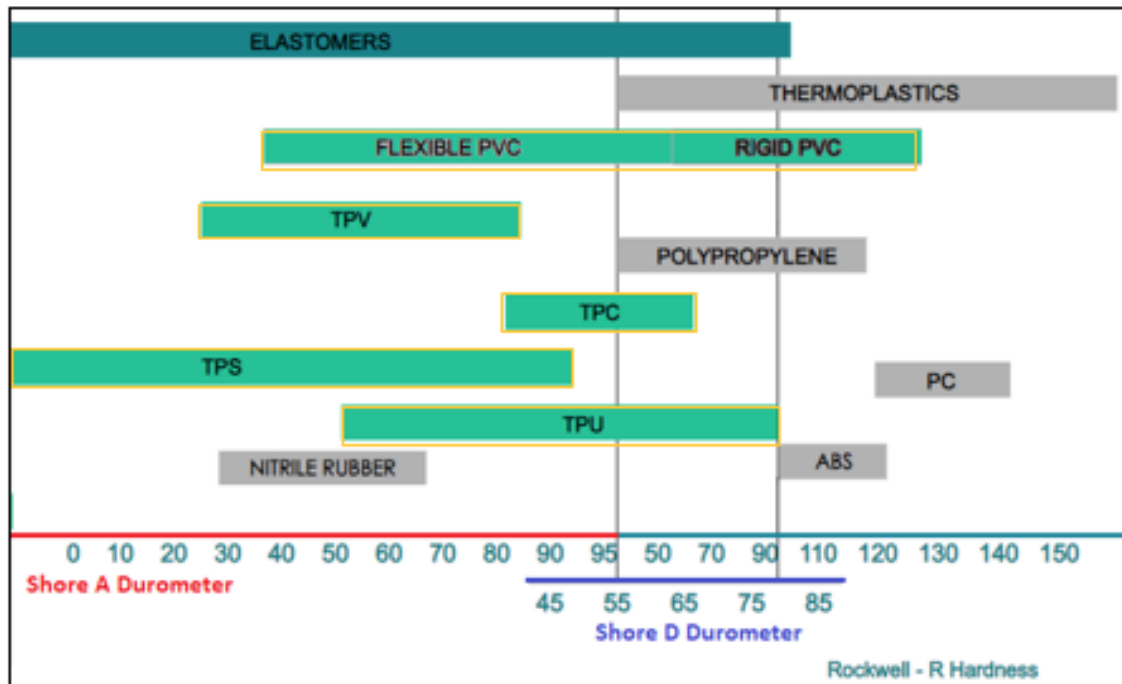 ELASTOMERS
THERMOPLASTICS
FLEXIBLE PVC RIGID PVC
TPV
POLYPROPYLENE
TPC
TPS
PC
TPU
NITRILE RUBBER ABS
0 10 20 30 40 50 60 70 80 90 95 50 70 90 110 120 130 140 150
Shore A Durometer
45 55 65 75 85
Shore D Durometer
Rockwell - R Hardness